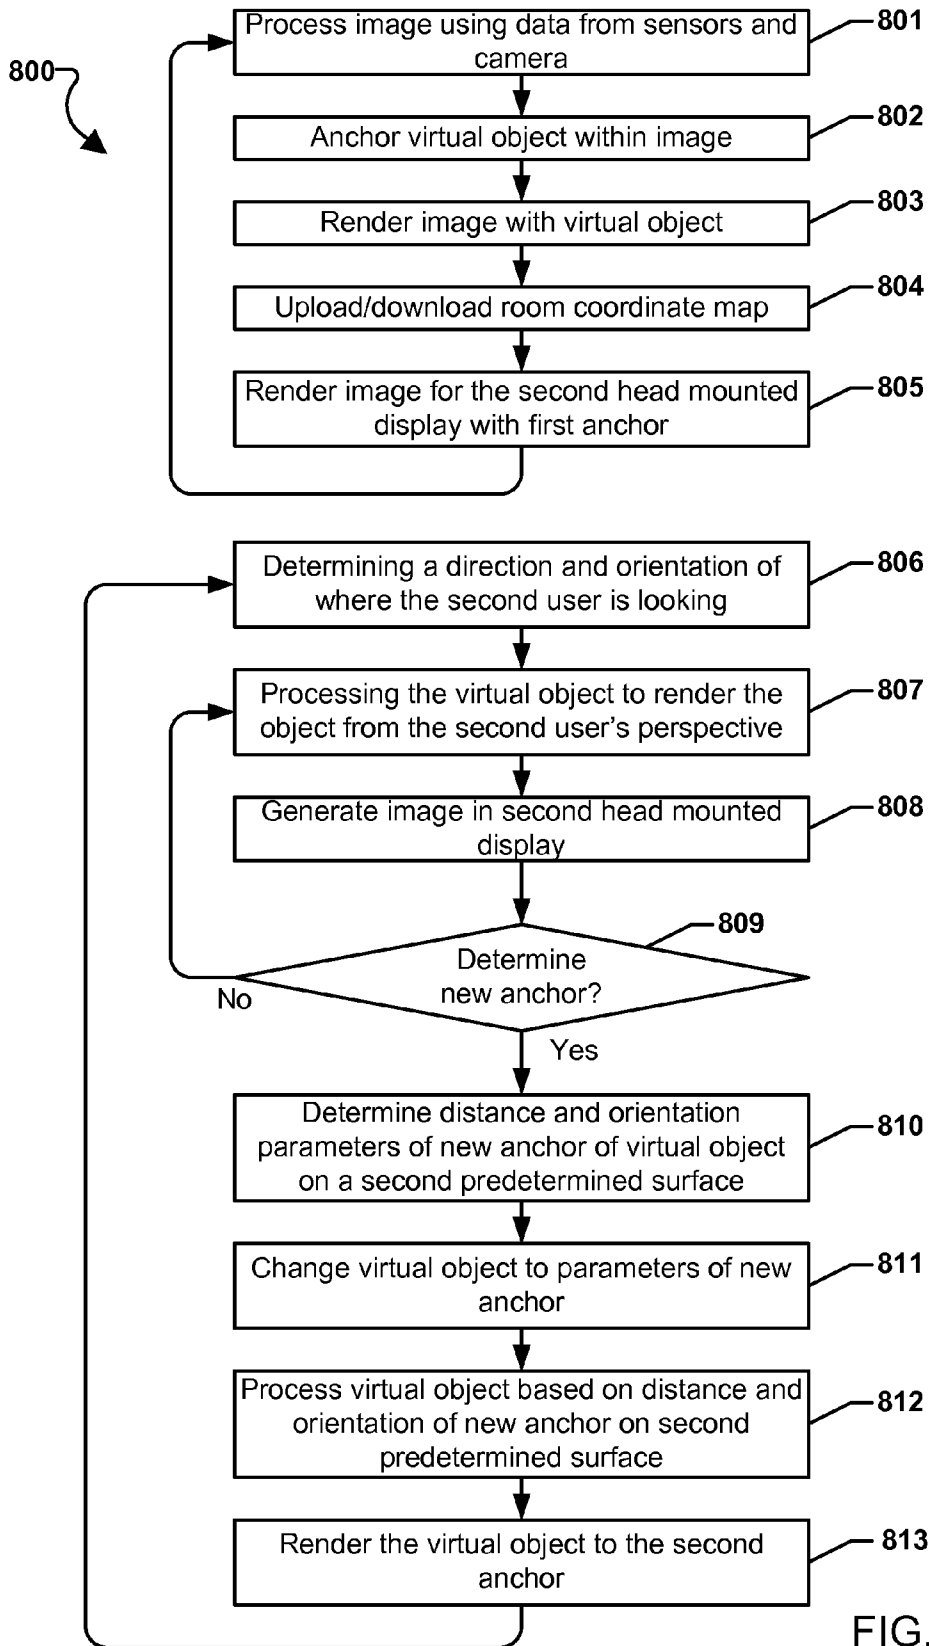 800
Process image using data from sensors and
camera
801
Anchor virtual object within image
802
Render image with virtual object
803
Upload/download room coordinate map
804
Render image for the second head mounted
display with first anchor
805
Determining a direction and orientation of
where the second user is looking
806
Processing the virtual object to render the
object from the second user's perspective
807
Generate image in second head mounted
display
808
Determine
new anchor?
809
No
Yes
Determine distance and orientation
parameters of new anchor of virtual object
on a second predetermined surface
810
Change virtual object to parameters of new
anchor
811
Process virtual object based on distance and
orientation of new anchor on second
predetermined surface
812
Render the virtual object to the second
anchor
813
FIG.